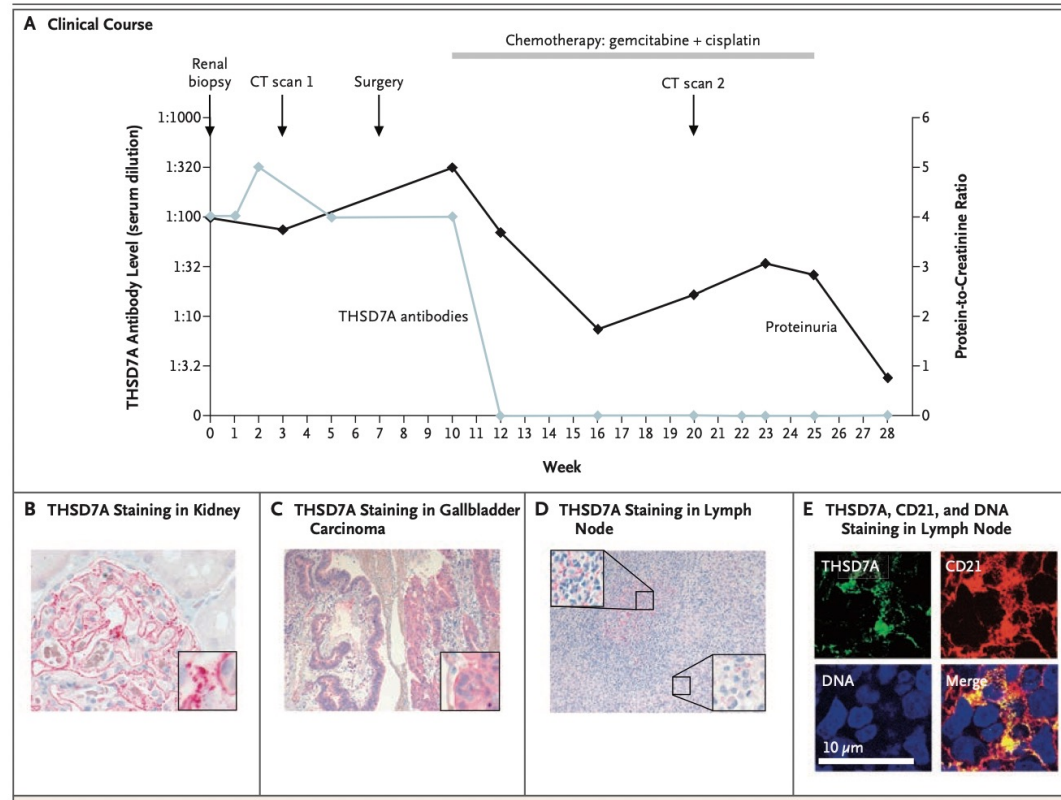 A Clinical Course
Chemotherapy: gemcitabine + cisplatin
Renal
biopsy
CT scan 1
Surgery
CT scan 2
THSD7A Antibody Level (serum dilution)
1:1000
1:320
1:100
1:32
1:10
1:3.2
0
6
5
4
3
2
1
0
Protein-to-Creatinine Ratio
THSD7A antibodies
Proteinuria
0 1 2 3 4 5 6 7 8 9 10 11 12 13 14 15 16 17 18 19 20 21 22 23 24 25 26 27 28
Week
B THSD7A Staining in Kidney
C THSD7A Staining in Gallbladder
Carcinoma
D THSD7A Staining in Lymph
Node
E THSD7A, CD21, and DNA
Staining in Lymph Node
THSD7A
CD21
DNA
Merge
10 µm